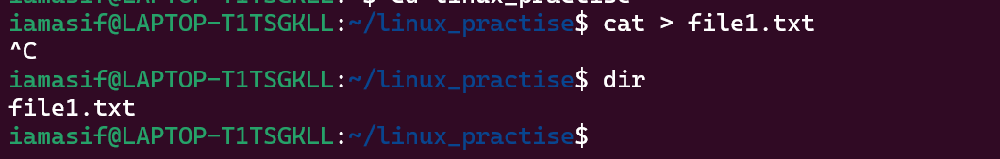 iamasif@LAPTOP-T1TSGKLL:~$ cd linux_practise
iamasif@LAPTOP-T1TSGKLL:~/linux_practise$ cat > file1.txt
^C
iamasif@LAPTOP-T1TSGKLL:~/linux_practise$ dir
file1.txt
iamasif@LAPTOP-T1TSGKLL:~/linux_practise$